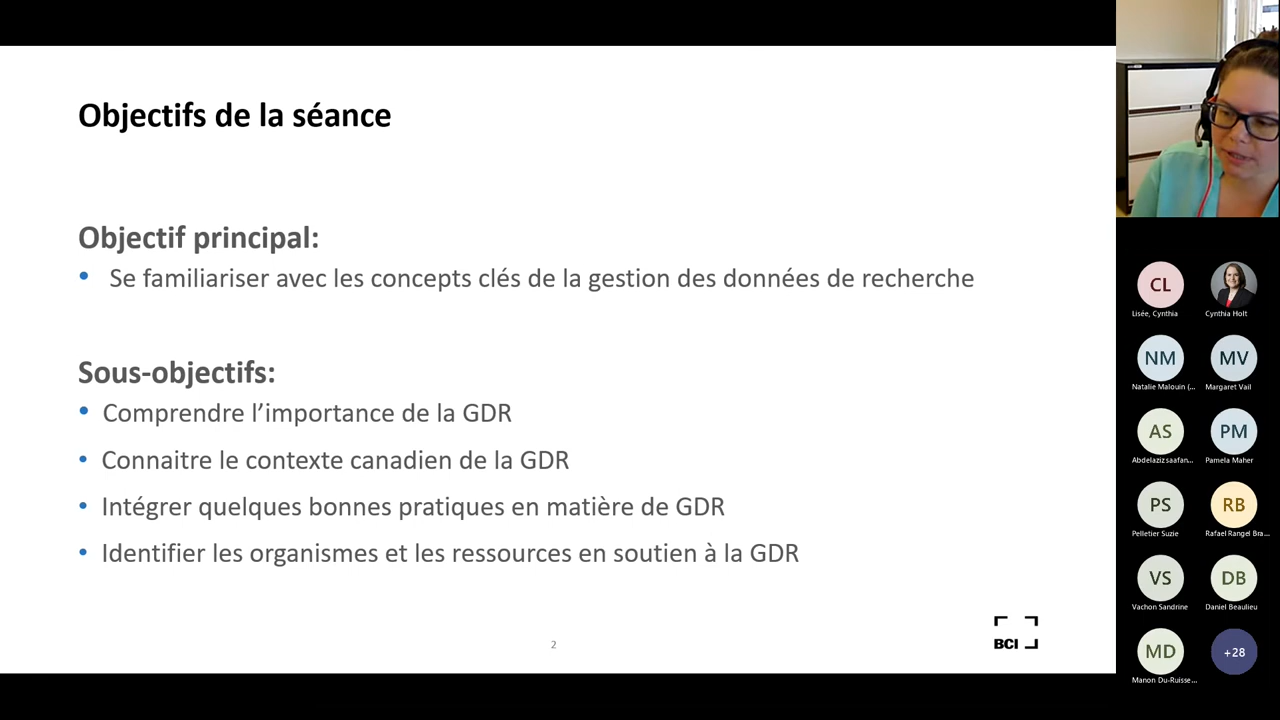 Objectifs de la séance
Objectif principal:
• Se familiariser avec les concepts clés de la gestion des données de recherche
Sous-objectifs:
• Comprendre l’importance de la GDR
• Connaitre le contexte canadien de la GDR
• Intégrer quelques bonnes pratiques en matière de GDR
• Identifier les organismes et les ressources en soutien à la GDR
2
BCI
CL
Lisée, Cynthia
Cynthia Holt
NM
Natalie Malouin (...
MV
Margaret Vail
AS
Abdelaziz saafan...
PM
Pamela Maher
PS
Pelletier Suzie
RB
Rafael Rangel Bra...
VS
Vachon Sandrine
DB
Daniel Beaulieu
MD
Manon Du-Ruisse...
+28